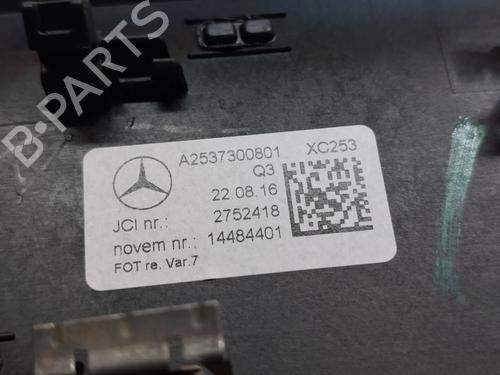 B-PARTS
A2537300801 XC253
Q3
22.08.16
JCI nr.: 2752418
novem nr.: 14484401
FOT re. Var.7